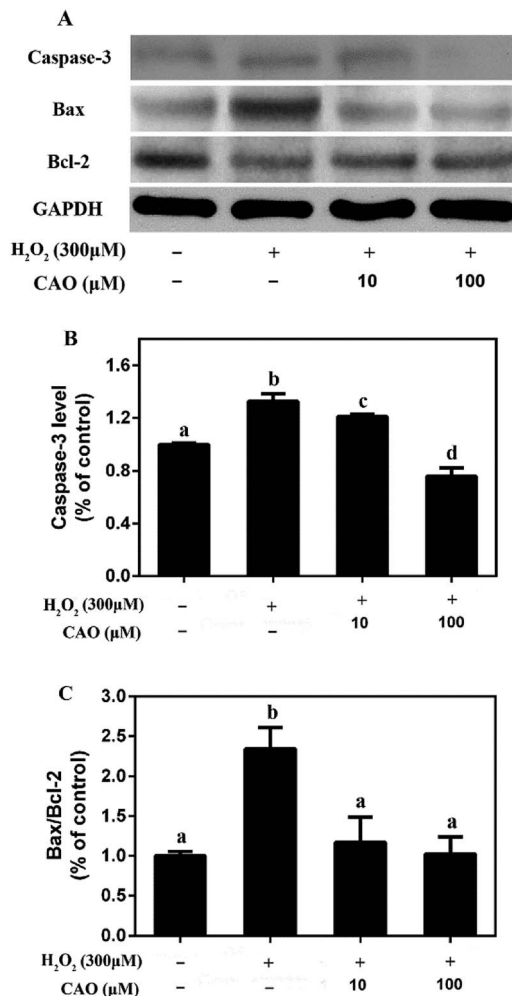 A
Caspase-3
Bax
Bcl-2
GAPDH
H₂O₂ (300μM) – + + +
CAO (μM) – – 10 100
B
Caspase-3 level
(% of control)
1.6
1.2
0.8
0.4
0.0
a b c d
H₂O₂ (300μM) – + + +
CAO (μM) – – 10 100
C
Bax/Bcl-2
(% of control)
3.0
2.5
2.0
1.5
1.0
0.5
0.0
a b a a
H₂O₂ (300μM) – + + +
CAO (μM) – – 10 100